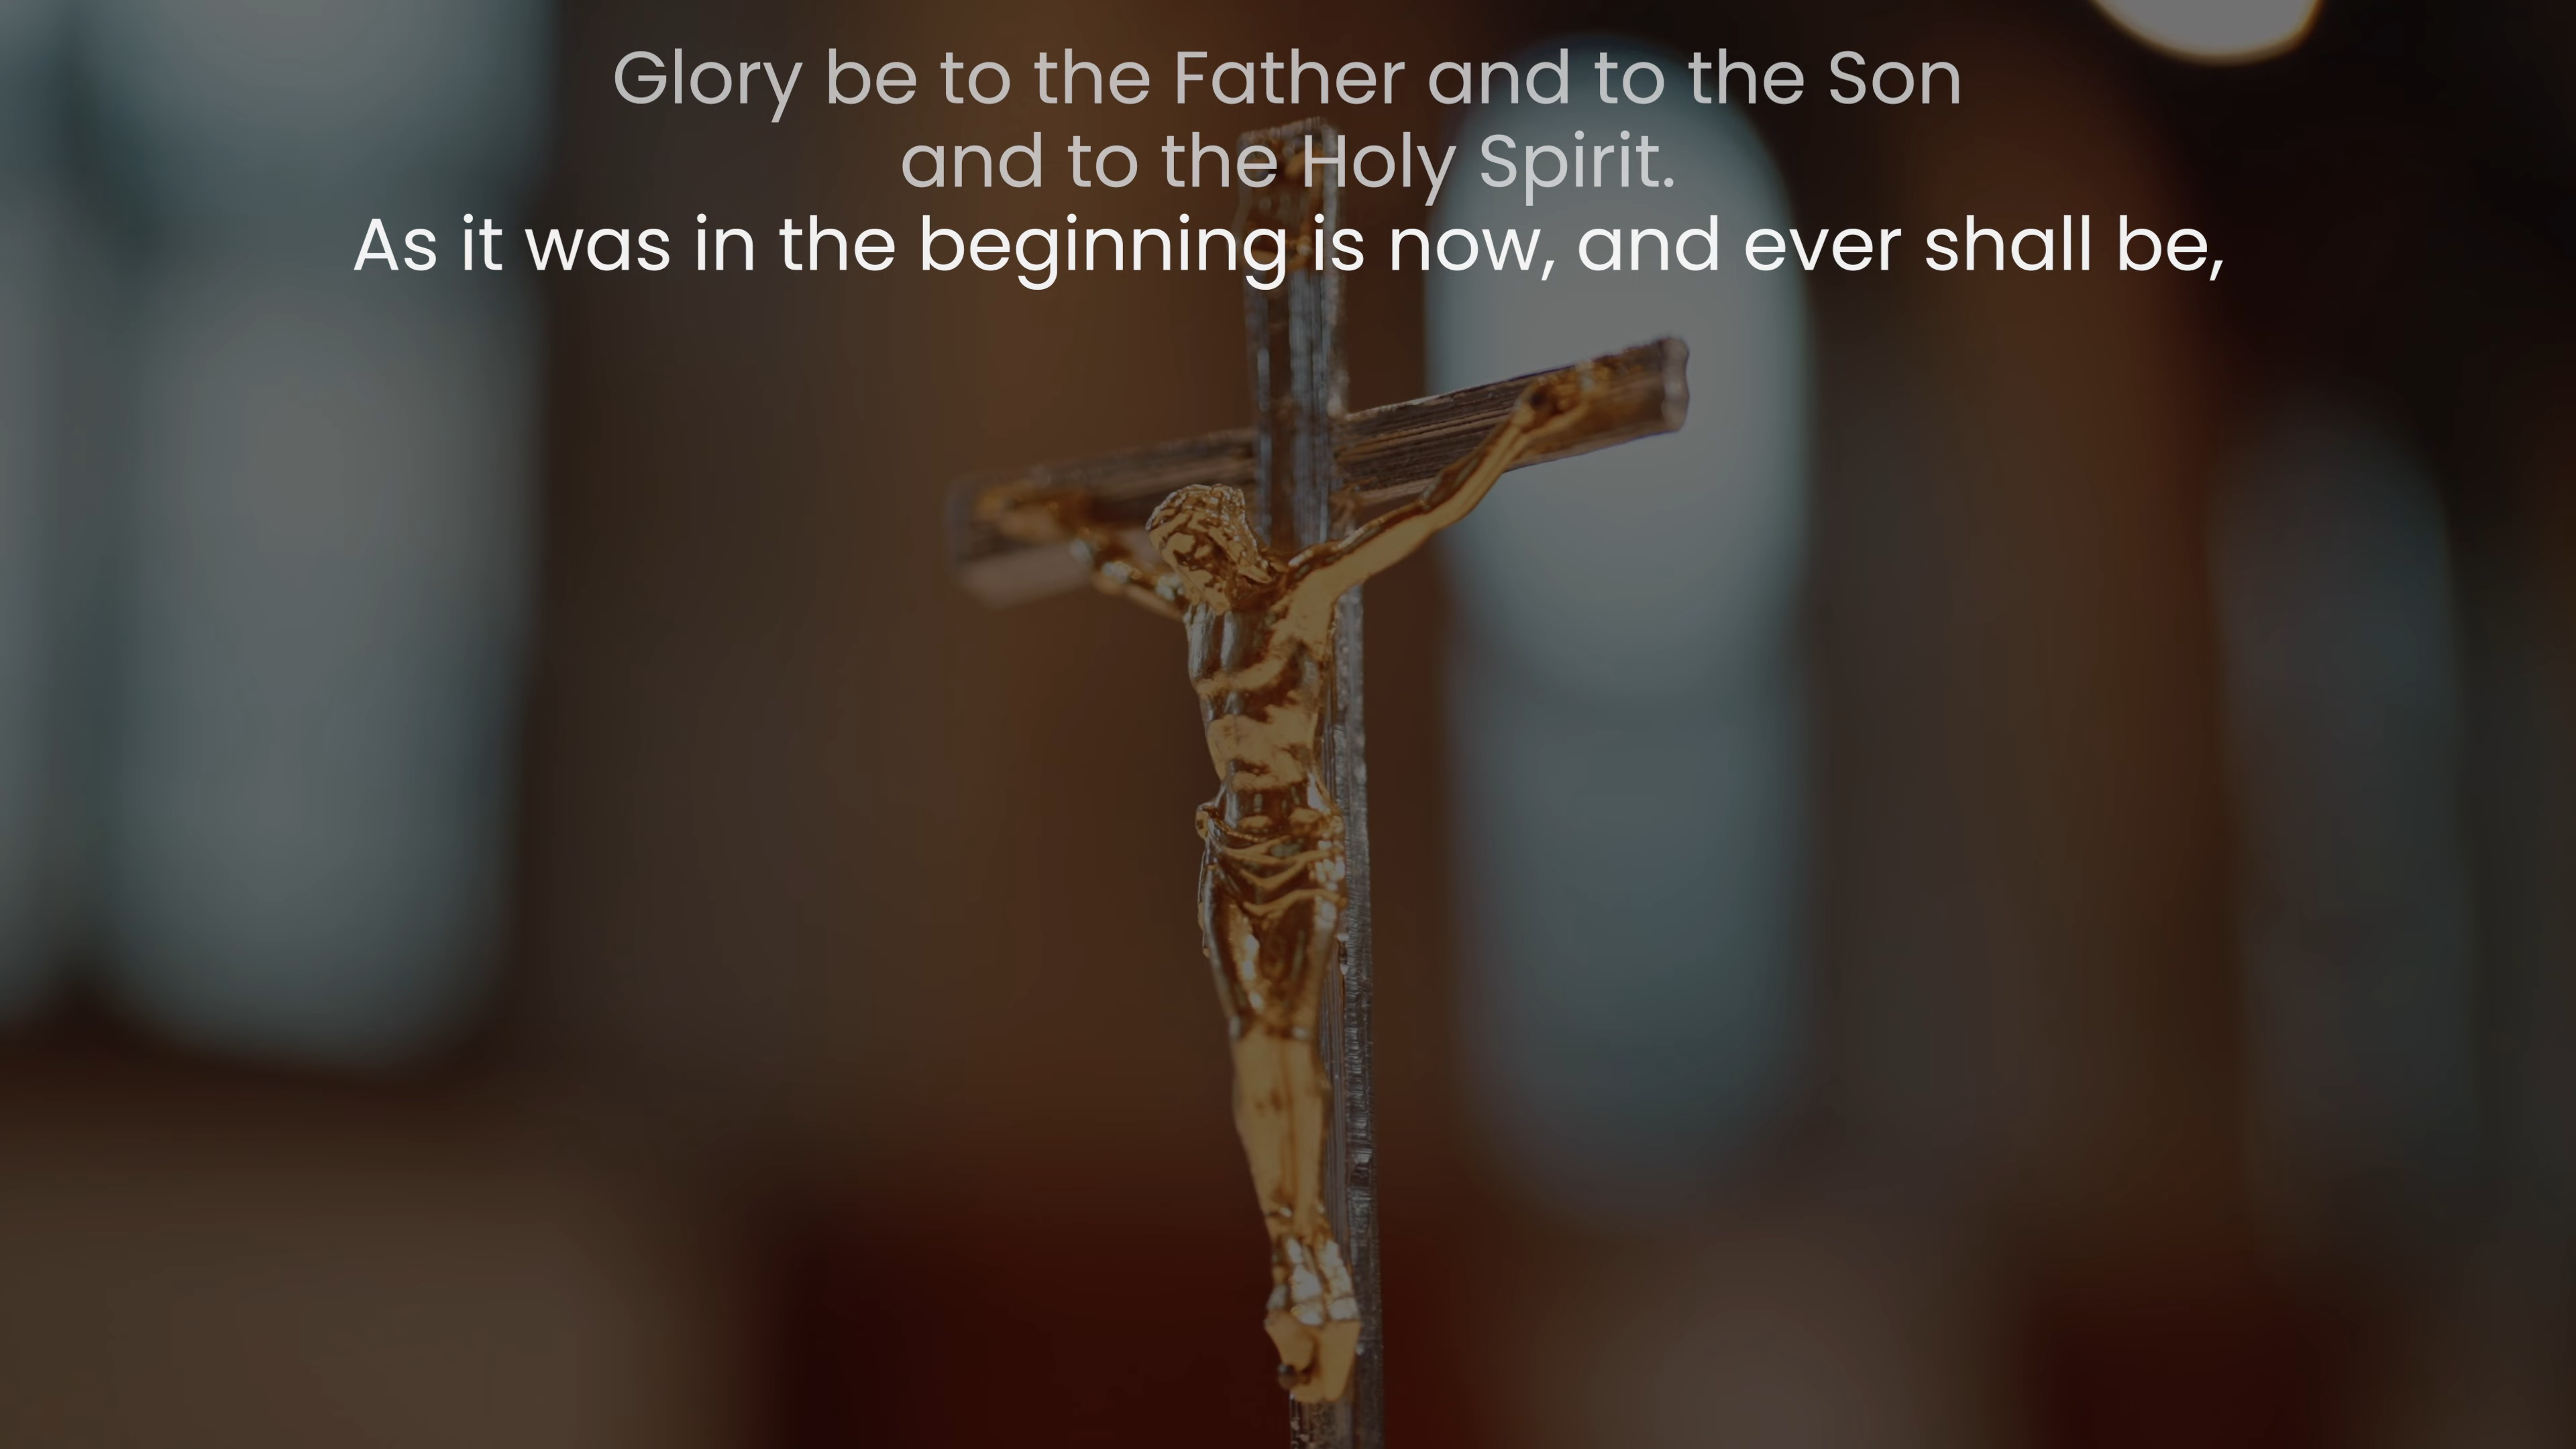 Glory be to the Father and to the Son
and to the Holy Spirit.
As it was in the beginning is now, and ever shall be,